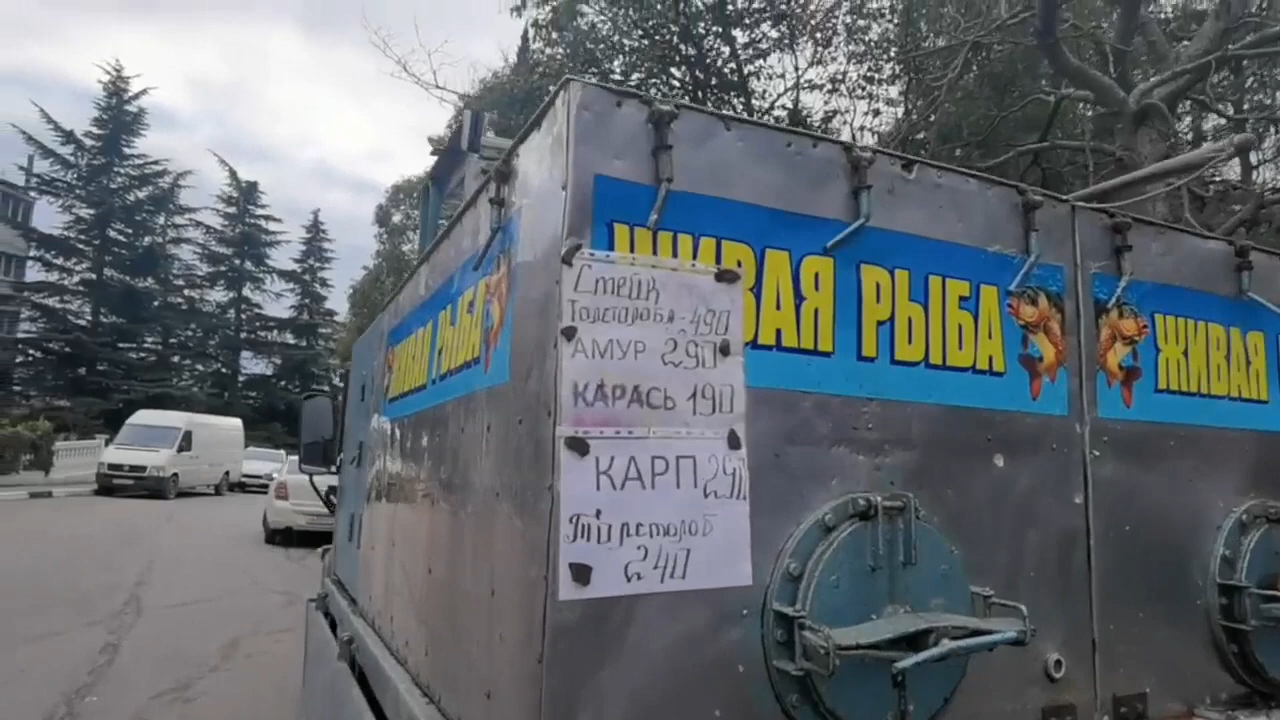 ЖИВАЯ РЫБА
ЖИВАЯ РЫБА
ЖИВАЯ
Стейк
Толстолоба-490
АМУР 290
КАРАСЬ 190
КАРП 290
Толстолоб
240